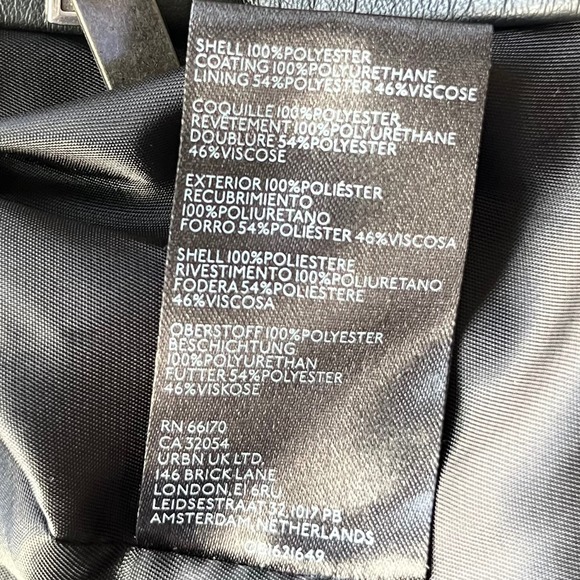 SHELL 100%POLYESTER
COATING 100%POLYURETHANE
LINING 54%POLYESTER 46%VISCOSE
COQUILLE 100%POLYESTER
REVÊTEMENT 100%POLYURETHANE
DOUBLURE 54%POLYESTER
46%VISCOSE
EXTERIOR 100%POLIÉSTER
RECUBRIMIENTO
100%POLIURETANO
FORRO 54%POLIÉSTER 46%VISCOSA
SHELL 100%POLIESTERE
RIVESTIMENTO 100%POLIURETANO
FODERA 54%POLIESTERE
46%VISCOSA
OBERSTOFF 100%POLYESTER
BESCHICHTUNG
100%POLYURETHAN
FUTTER 54%POLYESTER
46%VISKOSE
RN 66170
CA 32054
URBN UK LTD,
146 BRICK LANE
LONDON, E1 6RU,
LEIDSESTRAAT 32, 1017 PB
AMSTERDAM, NETHERLANDS